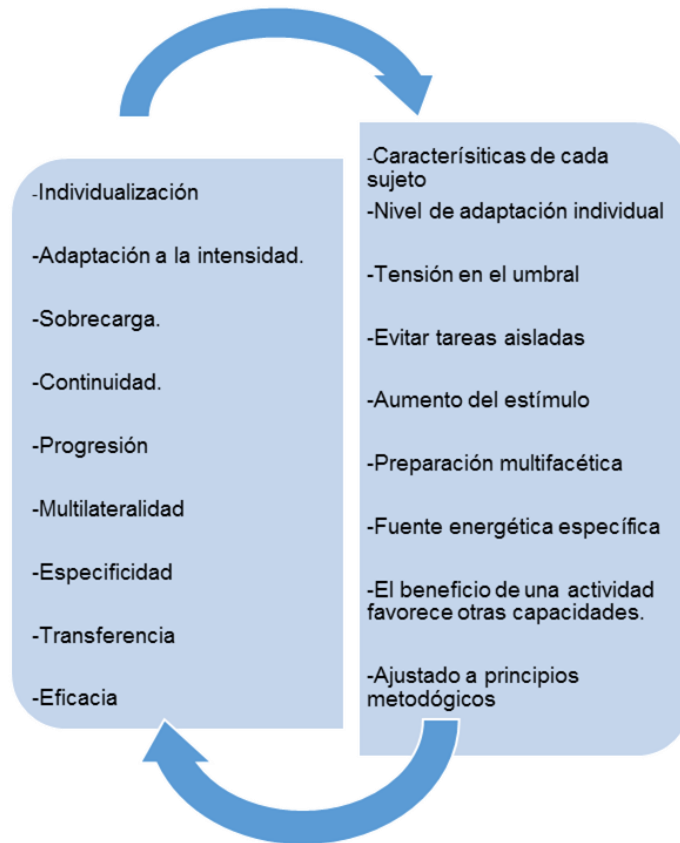 -Individualización
-Adaptación a la intensidad.
-Sobrecarga.
-Continuidad.
-Progresión
-Multilateralidad
-Especificidad
-Transferencia
-Eficacia
-Caracterísiticas de cada
sujeto
-Nivel de adaptación individual
-Tensión en el umbral
-Evitar tareas aisladas
-Aumento del estímulo
-Preparación multifacética
-Fuente energética específica
-El beneficio de una actividad
favorece otras capacidades.
-Ajustado a principios
metodógicos